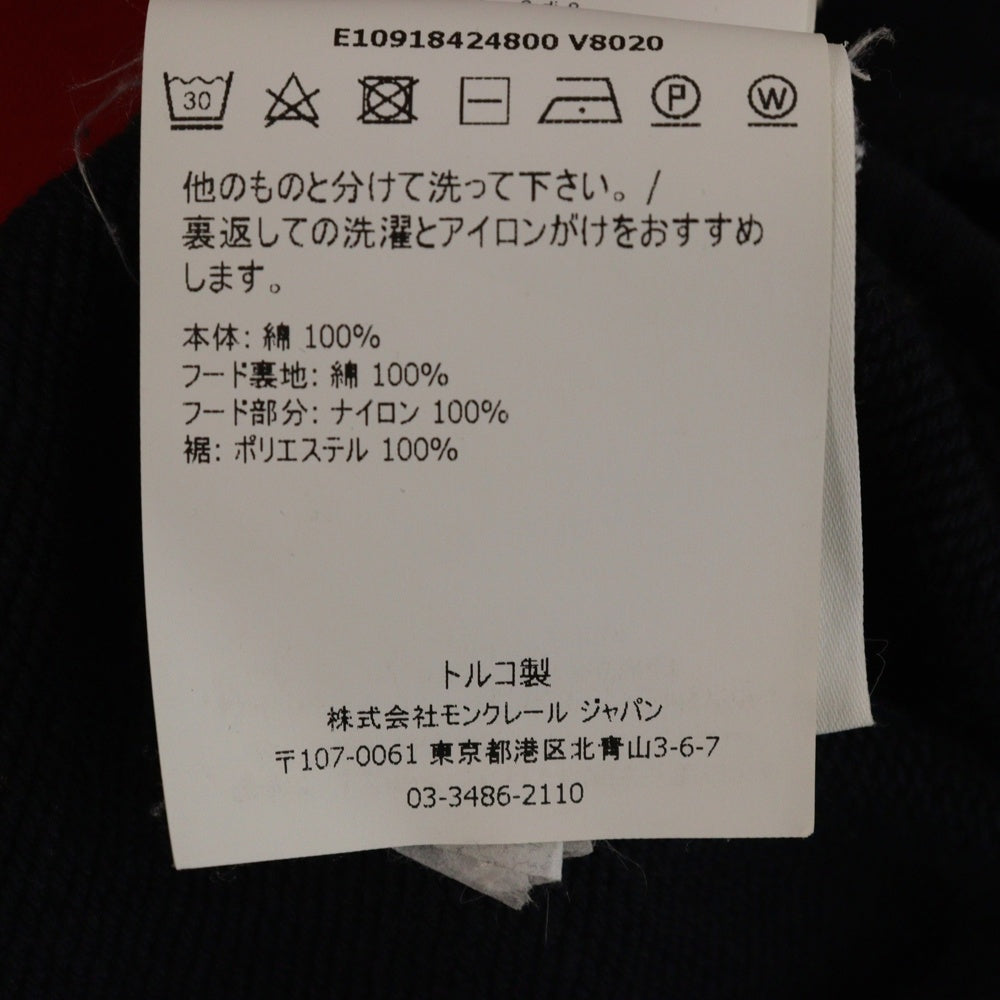 E10918424800 V8020
30
P
W
他のものと分けて洗って下さい。/
裏返しての洗濯とアイロンがけをおすすめ
します。
本体: 綿 100%
フード裏地: 綿 100%
フード部分: ナイロン 100%
裾: ポリエステル 100%
トルコ製
株式会社モンクレール ジャパン
〒107-0061 東京都港区北青山3-6-7
03-3486-2110